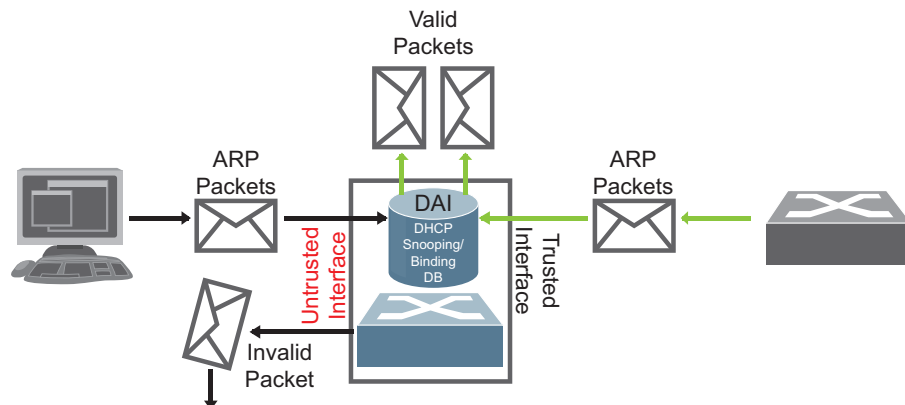 Valid
Packets
ARP
Packets
DAI
DHCP
Snooping/
Binding
DB
ARP
Packets
Untrusted
Interface
Trusted
Interface
Invalid
Packet